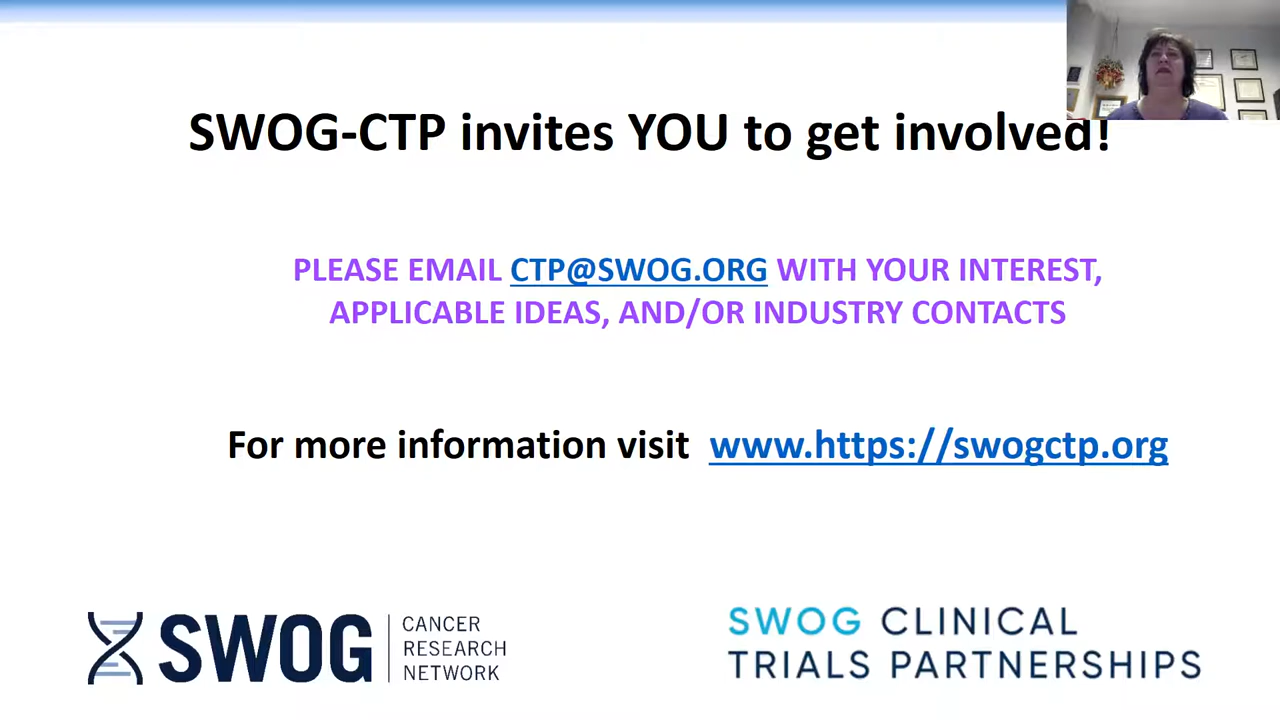 SWOG-CTP invites YOU to get involved!
PLEASE EMAIL CTP@SWOG.ORG WITH YOUR INTEREST,
APPLICABLE IDEAS, AND/OR INDUSTRY CONTACTS
For more information visit www.https://swogctp.org
SWOG
CANCER
RESEARCH
NETWORK
SWOG CLINICAL
TRIALS PARTNERSHIPS